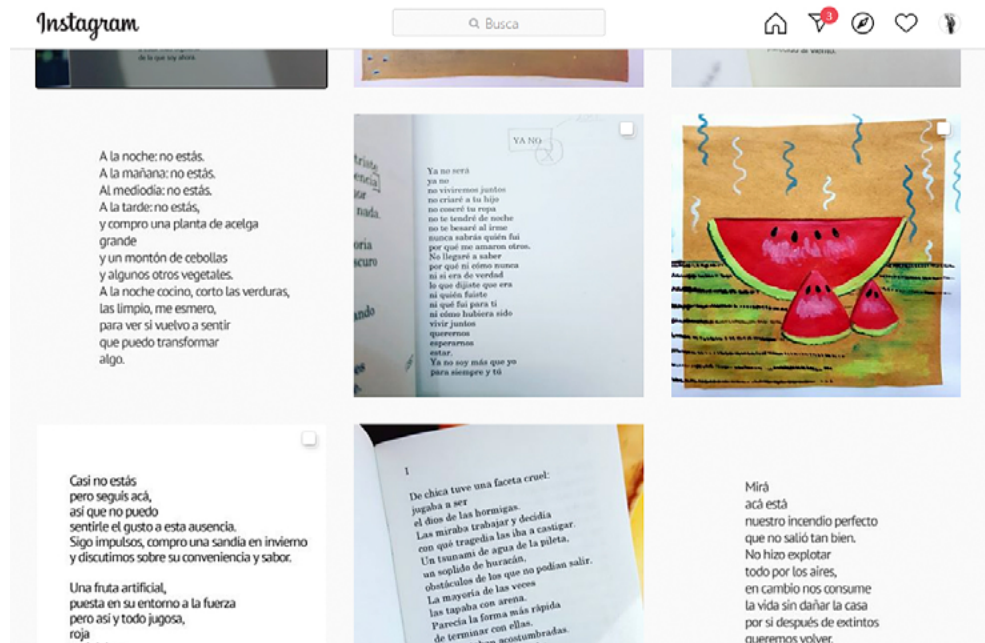 Instagram
Busca
3
de lo que soy ahora.
A la noche: no estás.
A la mañana: no estás.
Al mediodía: no estás.
A la tarde: no estás,
y compro una planta de acelga
grande
y un montón de cebollas
y algunos otros vegetales.
A la noche cocino, corto las verduras,
las limpio, me esmero,
para ver si vuelvo a sentir
que puedo transformar
algo.
triste
nada.
scuro
YA NO
Ya no será
ya no
no viviremos juntos
no criaré a tu hijo
no coseré tu ropa
no te tendré de noche
no te besaré al irme
nunca sabrás quién fui
por qué me amaron otros.
No llegaré a saber
por qué ni cómo nunca
ni si era de verdad
lo que dijiste que era
ni quién fuiste
ni qué fui para ti
ni cómo hubiera sido
vivir juntos
querernos
esperarnos
estar.
Ya no soy más que yo
para siempre y tú
Casi no estás
pero seguís acá,
así que no puedo
sentirle el gusto a esta ausencia.
Sigo impulsos, compro una sandía en invierno
y discutimos sobre su conveniencia y sabor.
Una fruta artificial,
puesta en su entorno a la fuerza
pero así y todo jugosa,
roja
I
De chica tuve una faceta cruel:
jugaba a ser
el dios de las hormigas.
Las miraba trabajar y decidía
con qué tragedia las iba a castigar.
Un tsunami de agua de la pileta,
un soplido de huracán,
obstáculos de los que no podían salir.
La mayoría de las veces
las tapaba con arena.
Parecía la forma más rápida
de terminar con ellas.
acostumbradas.
Mirá
acá está
nuestro incendio perfecto
que no salió tan bien.
No hizo explotar
todo por los aires,
en cambio nos consume
la vida sin dañar la casa
por si después de extintos
queremos volver.